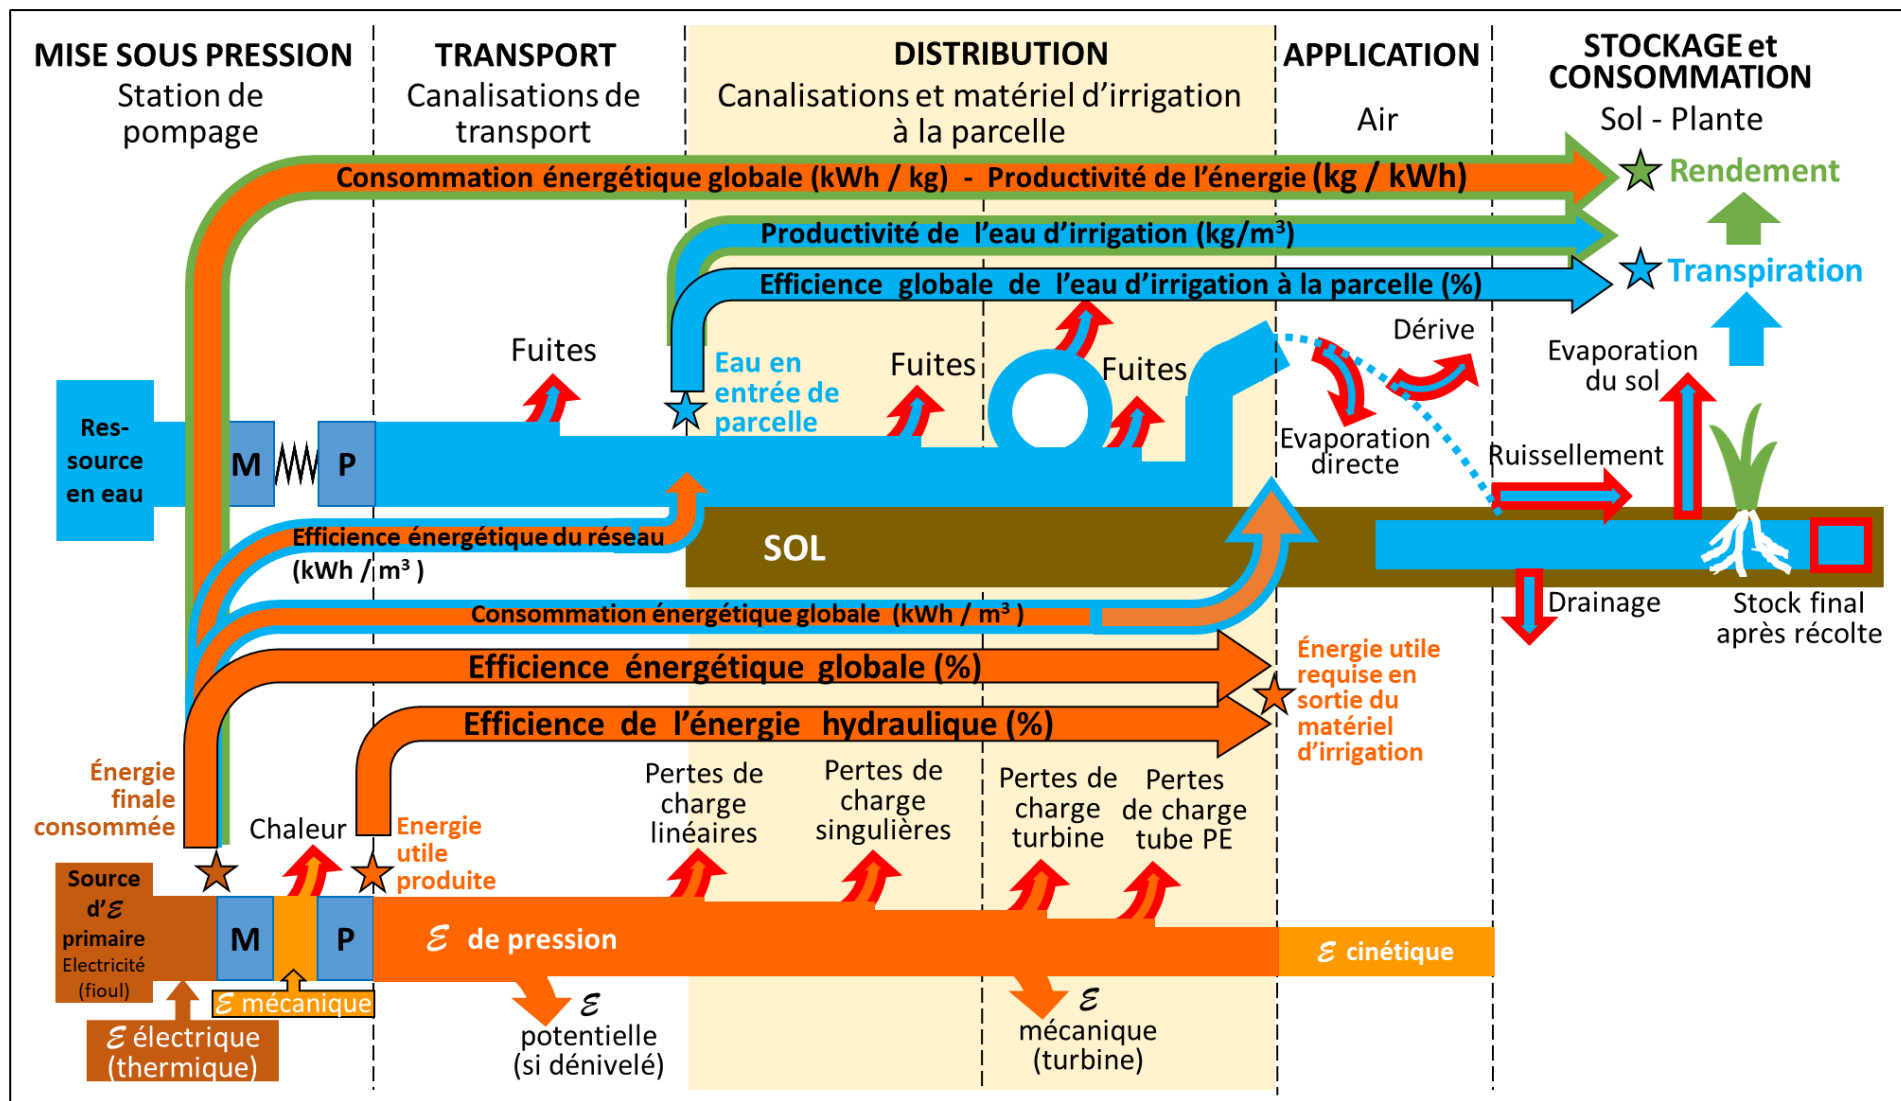 MISE SOUS PRESSION
Station de
pompage
TRANSPORT
Canalisations de
transport
DISTRIBUTION
Canalisations et matériel d'irrigation
à la parcelle
APPLICATION
Air
STOCKAGE et
CONSOMMATION
Sol - Plante
Consommation énergétique globale (kWh / kg) - Productivité de l'énergie (kg / kWh)
Rendement
Productivité de l'eau d'irrigation (kg/m³)
Efficience globale de l'eau d'irrigation à la parcelle (%)
Transpiration
Fuites
Eau en
entrée de
parcelle
Fuites
Fuites
Dérive
Evaporation
directe
Evaporation
du sol
Ruissellement
Res-
source
en eau
M
P
Efficience énergétique du réseau
(kWh / m³ )
SOL
Drainage
Stock final
après récolte
Consommation énergétique globale (kWh / m³ )
Efficience énergétique globale (%)
Énergie utile
requise en
sortie du
matériel
d'irrigation
Efficience de l'énergie hydraulique (%)
Énergie
finale
consommée
Chaleur
Energie
utile
produite
Pertes de
charge
linéaires
Pertes de
charge
singulières
Pertes de
charge
turbine
Pertes
de charge
tube PE
Source
d'ℰ
primaire
Electricité
(fioul)
M
P
ℰ de pression
ℰ cinétique
ℰ mécanique
ℰ électrique
(thermique)
ℰ
potentielle
(si dénivelé)
ℰ
mécanique
(turbine)